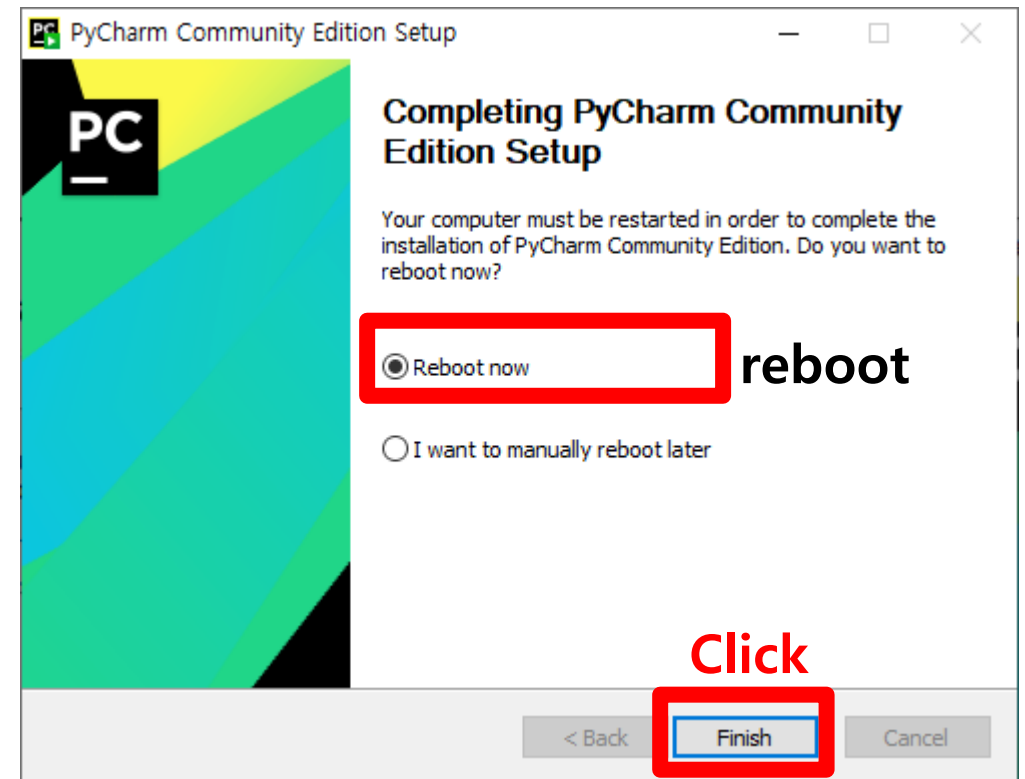 PyCharm Community Edition Setup
PC
Completing PyCharm Community
Edition Setup
Your computer must be restarted in order to complete the
installation of PyCharm Community Edition. Do you want to
reboot now?
Reboot now
reboot
I want to manually reboot later
Click
< Back Finish Cancel